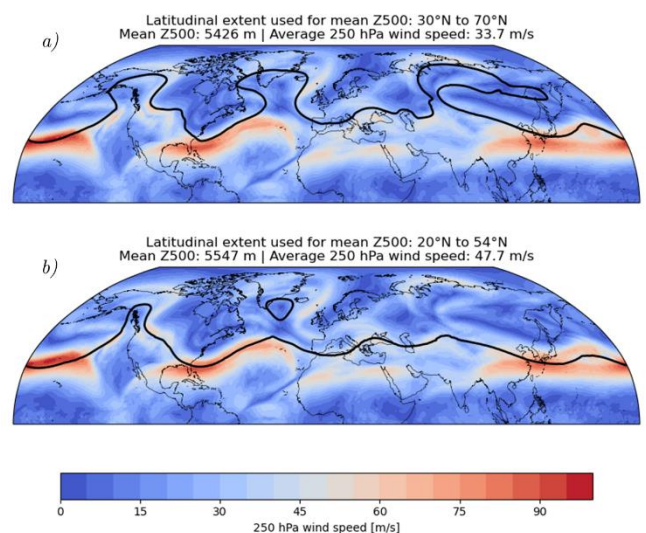 Latitudinal extent used for mean Z500: 30°N to 70°N
a)
Mean Z500: 5426 m | Average 250 hPa wind speed: 33.7 m/s
Latitudinal extent used for mean Z500: 20°N to 54°N
b)
Mean Z500: 5547 m | Average 250 hPa wind speed: 47.7 m/s
0 15 30 45 60 75 90
250 hPa wind speed [m/s]